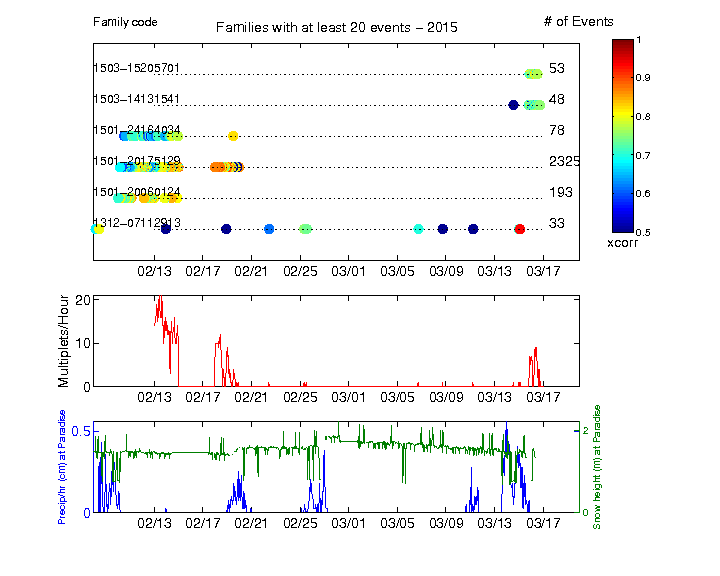 Family code
Families with at least 20 events − 2015
# of Events
1503−15205701
53
1503−14131541
48
1501−24164034
78
1501−20175129
2325
1501−20060124
193
1312−07112913
33
1
0.9
0.8
0.7
0.6
0.5
xcorr
02/13 02/17 02/21 02/25 03/01 03/05 03/09 03/13 03/17
Multiplets/Hour
20
10
0
02/13 02/17 02/21 02/25 03/01 03/05 03/09 03/13 03/17
Precip/hr (cm) at Paradise
0.5
0
2
1
0
Snow height (m) at Paradise
02/13 02/17 02/21 02/25 03/01 03/05 03/09 03/13 03/17